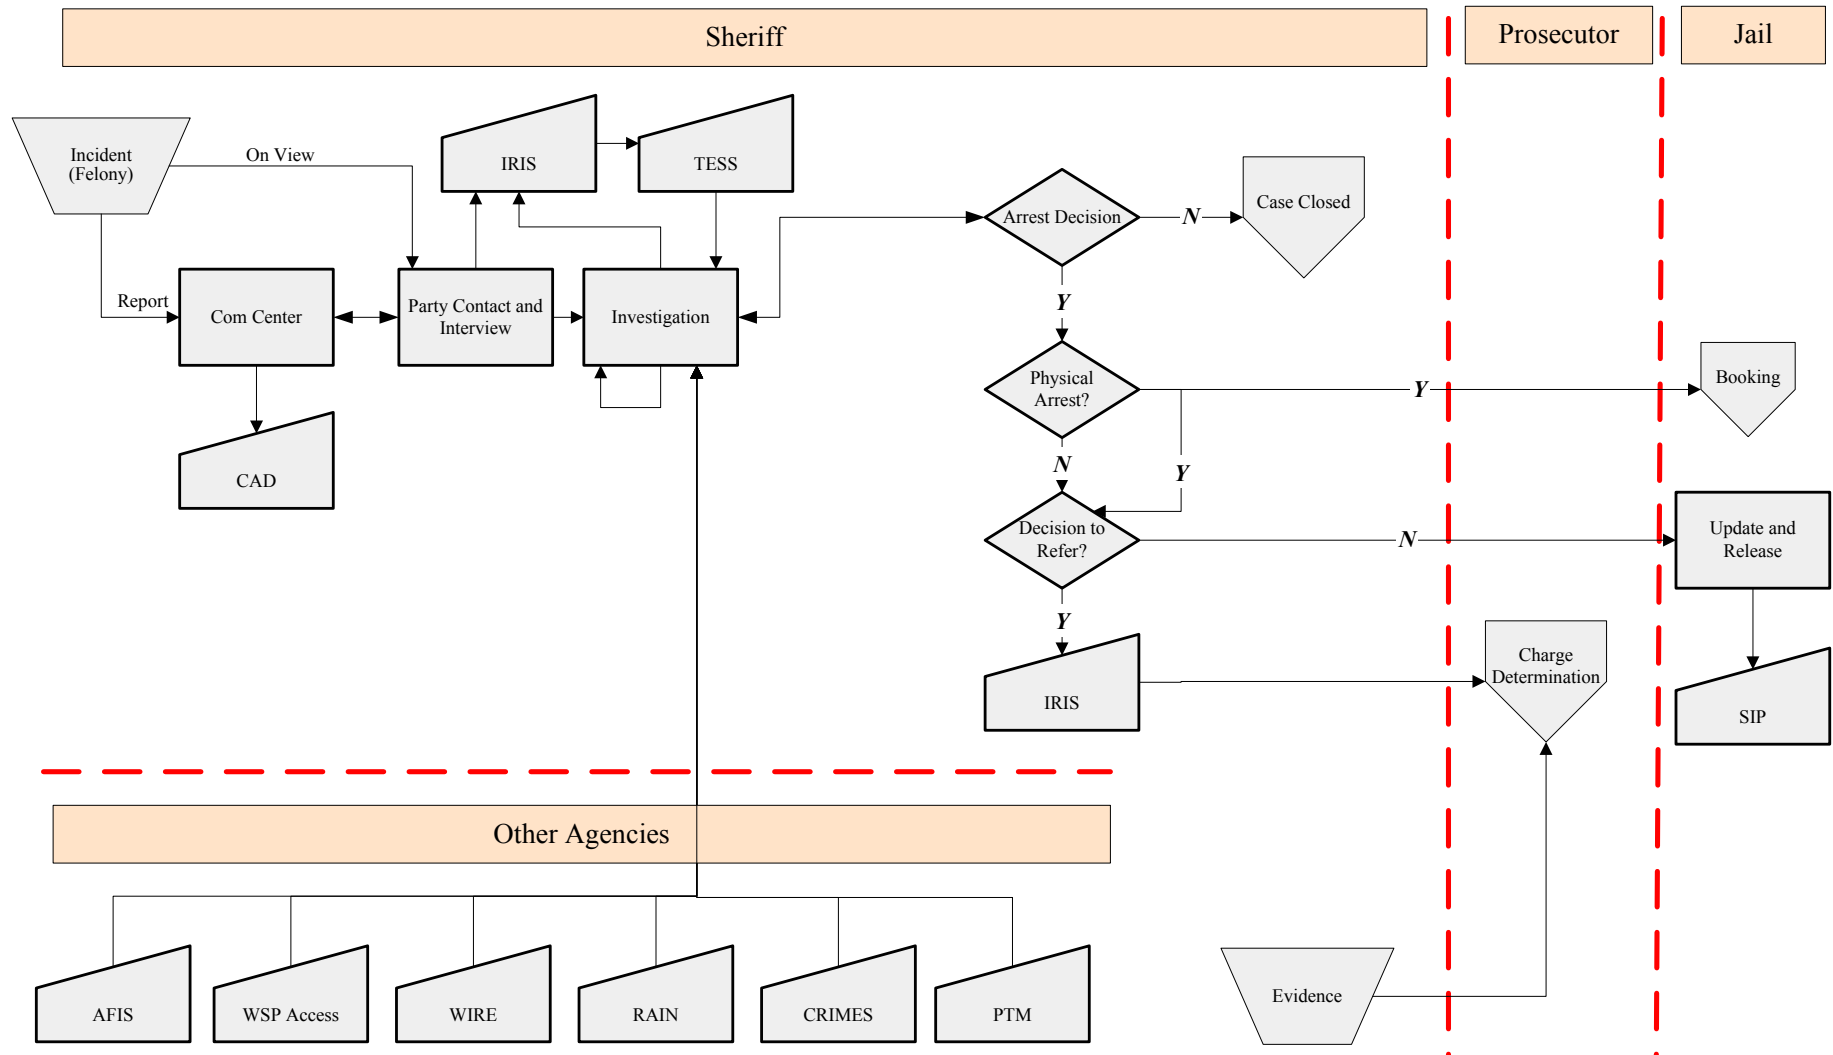 Sheriff
Prosecutor
Jail
Incident
(Felony)
On View
IRIS
TESS
Arrest Decision
N
Case Closed
Report
Com Center
Party Contact and
Interview
Investigation
Y
Physical
Arrest?
Y
Booking
CAD
N
Y
Decision to
Refer?
N
Update and
Release
Y
IRIS
Charge
Determination
SIP
Other Agencies
AFIS
WSP Access
WIRE
RAIN
CRIMES
PTM
Evidence